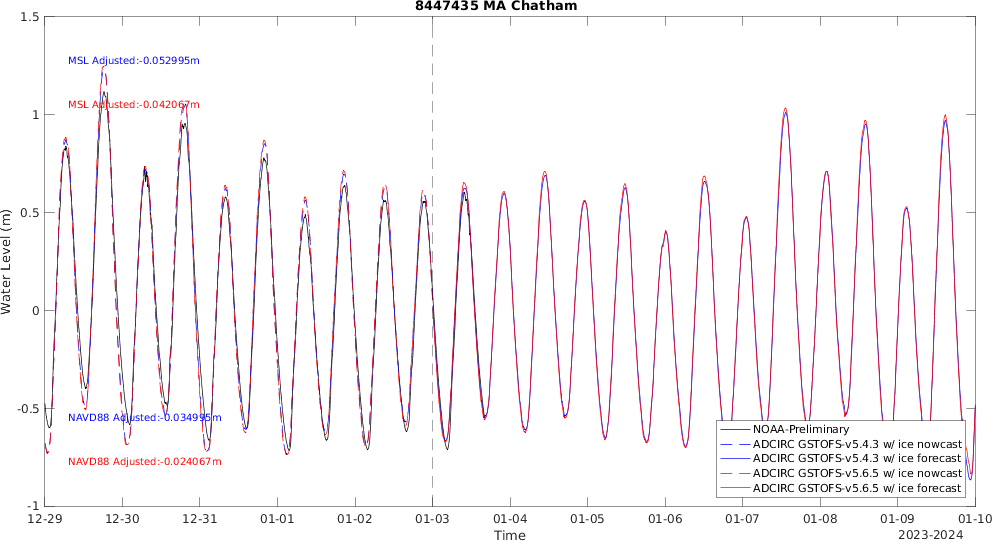 8447435 MA Chatham
1.5
1
0.5
0
-0.5
-1
Water Level (m)
MSL Adjusted:-0.052995m
MSL Adjusted:-0.042067m
NAVD88 Adjusted:-0.034995m
NAVD88 Adjusted:-0.024067m
NOAA-Preliminary
ADCIRC GSTOFS-v5.4.3 w/ ice nowcast
ADCIRC GSTOFS-v5.4.3 w/ ice forecast
ADCIRC GSTOFS-v5.6.5 w/ ice nowcast
ADCIRC GSTOFS-v5.6.5 w/ ice forecast
12-29 12-30 12-31 01-01 01-02 01-03 01-04 01-05 01-06 01-07 01-08 01-09 01-10
Time
2023-2024